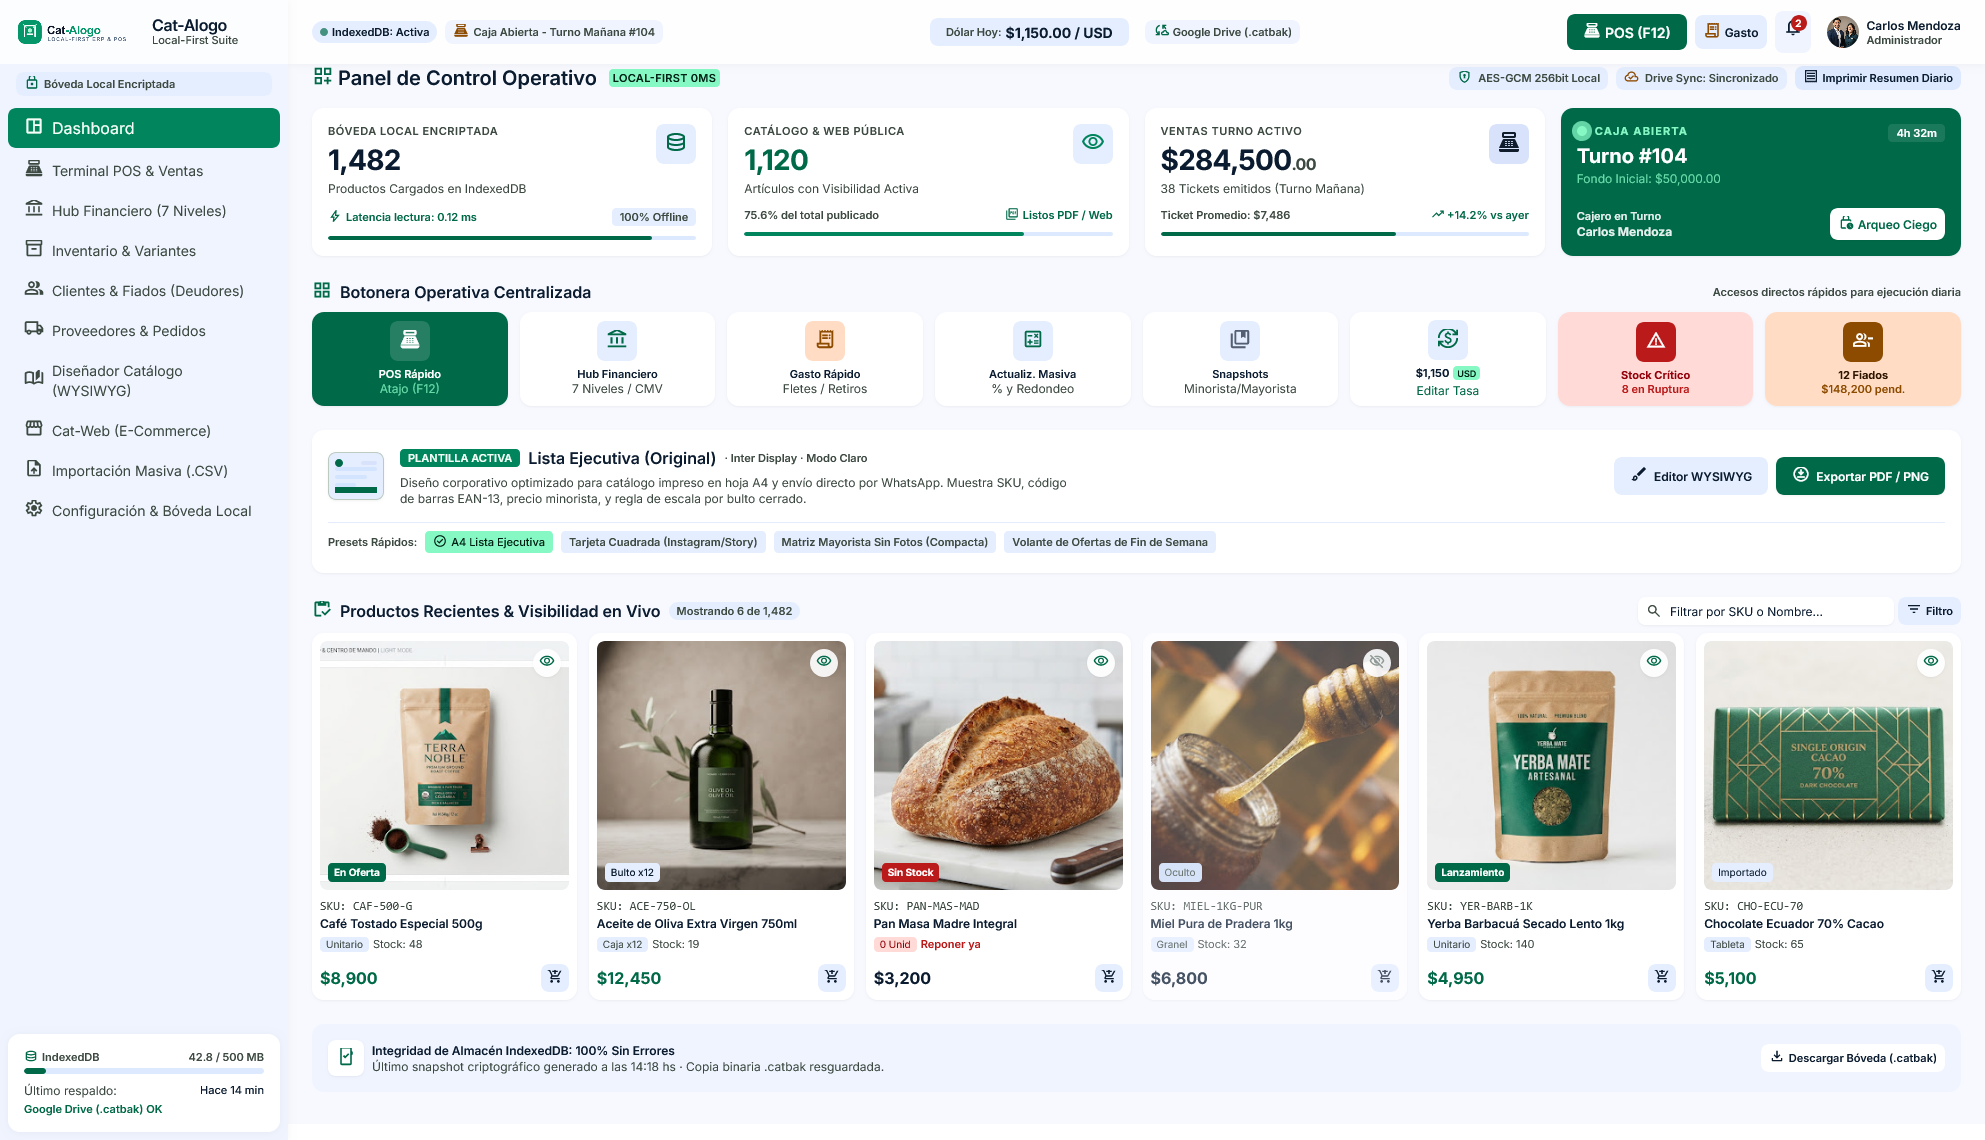 Cat-Alogo
LOCAL-FIRST ERP & POS
Cat-Alogo
Local-First Suite
IndexedDB: Activa
Caja Abierta - Turno Mañana #104
Dólar Hoy: $1,150.00 / USD
Google Drive (.catbak)
POS (F12)
Gasto
2
Carlos Mendoza
Administrador
Bóveda Local Encriptada
Dashboard
Terminal POS & Ventas
Hub Financiero (7 Niveles)
Inventario & Variantes
Clientes & Fiados (Deudores)
Proveedores & Pedidos
Diseñador Catálogo
(WYSIWYG)
Cat-Web (E-Commerce)
Importación Masiva (.CSV)
Configuración & Bóveda Local
IndexedDB
42.8 / 500 MB
Último respaldo:
Hace 14 min
Google Drive (.catbak) OK
Panel de Control Operativo
LOCAL-FIRST 0MS
AES-GCM 256bit Local
Drive Sync: Sincronizado
Imprimir Resumen Diario
BÓVEDA LOCAL ENCRIPTADA
1,482
Productos Cargados en IndexedDB
Latencia lectura: 0.12 ms
100% Offline
CATÁLOGO & WEB PÚBLICA
1,120
Artículos con Visibilidad Activa
75.6% del total publicado
Listos PDF / Web
VENTAS TURNO ACTIVO
$284,500.00
38 Tickets emitidos (Turno Mañana)
Ticket Promedio: $7,486
+14.2% vs ayer
CAJA ABIERTA
4h 32m
Turno #104
Fondo Inicial: $50,000.00
Cajero en Turno
Carlos Mendoza
Arqueo Ciego
Botonera Operativa Centralizada
Accesos directos rápidos para ejecución diaria
POS Rápido
Atajo (F12)
Hub Financiero
7 Niveles / CMV
Gasto Rápido
Fletes / Retiros
Actualiz. Masiva
% y Redondeo
Snapshots
Minorista/Mayorista
$1,150 USD
Editar Tasa
Stock Crítico
8 en Ruptura
12 Fiados
$148,200 pend.
PLANTILLA ACTIVA
Lista Ejecutiva (Original)
· Inter Display · Modo Claro
Diseño corporativo optimizado para catálogo impreso en hoja A4 y envío directo por WhatsApp. Muestra SKU, código
de barras EAN-13, precio minorista, y regla de escala por bulto cerrado.
Editor WYSIWYG
Exportar PDF / PNG
Presets Rápidos:
A4 Lista Ejecutiva
Tarjeta Cuadrada (Instagram/Story)
Matriz Mayorista Sin Fotos (Compacta)
Volante de Ofertas de Fin de Semana
Productos Recientes & Visibilidad en Vivo
Mostrando 6 de 1,482
Filtrar por SKU o Nombre...
Filtro
& CENTRO DE MANDO | LIGHT MODE
TERRA
NOBLE
En Oferta
SKU: CAF-500-G
Café Tostado Especial 500g
Unitario
Stock: 48
$8,900
OLIVE OIL
OLIVE OIL
Bulto x12
SKU: ACE-750-OL
Aceite de Oliva Extra Virgen 750ml
Caja x12
Stock: 19
$12,450
Sin Stock
SKU: PAN-MAS-MAD
Pan Masa Madre Integral
0 Unid
Reponer ya
$3,200
Oculto
SKU: MIEL-1KG-PUR
Miel Pura de Pradera 1kg
Granel
Stock: 32
$6,800
100% NATURAL PREMIUM BLEND
YERBA MATE
YERBA MATE
ARTESANAL
Lanzamiento
SKU: YER-BARB-1K
Yerba Barbacuá Secado Lento 1kg
Unitario
Stock: 140
$4,950
SINGLE ORIGIN
CACAO
70%
DARK CHOCOLATE
Importado
SKU: CHO-ECU-70
Chocolate Ecuador 70% Cacao
Tableta
Stock: 65
$5,100
Integridad de Almacén IndexedDB: 100% Sin Errores
Último snapshot criptográfico generado a las 14:18 hs · Copia binaria .catbak resguardada.
Descargar Bóveda (.catbak)